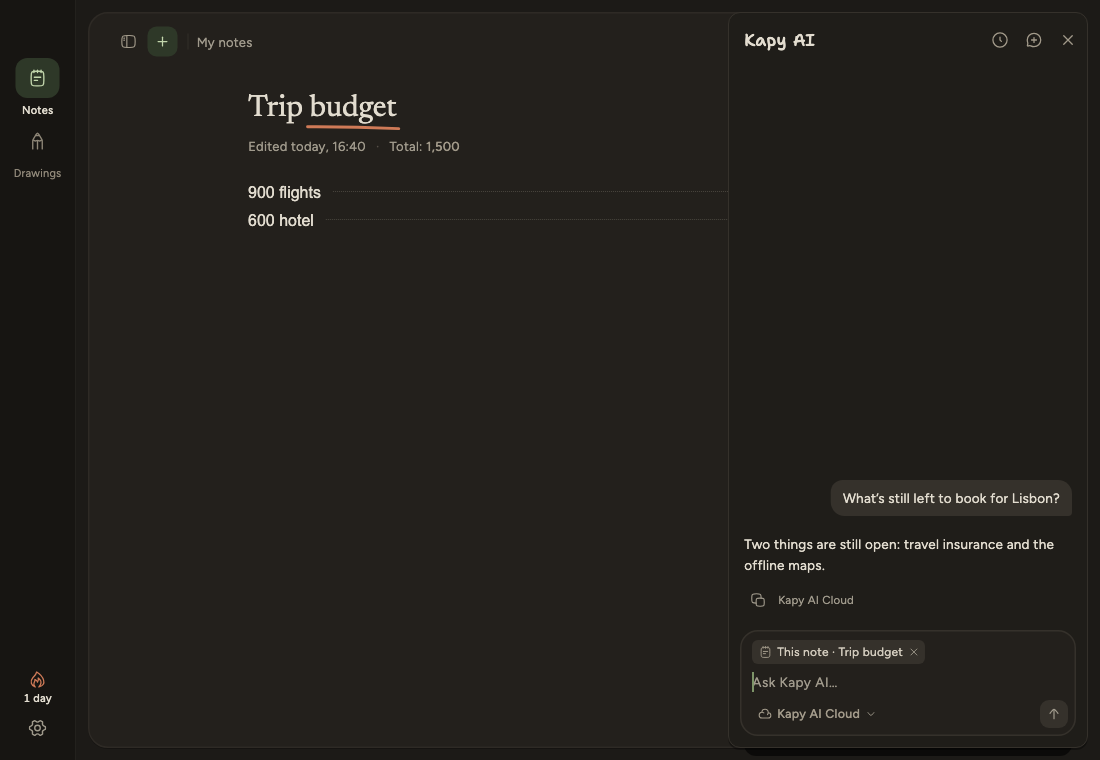 My notes
Notes
Drawings
Trip budget
Edited today, 16:40 · Total: 1,500
900 flights
600 hotel
1 day
Kapy AI
What's still left to book for Lisbon?
Two things are still open: travel insurance and the
offline maps.
Kapy AI Cloud
This note · Trip budget
Ask Kapy AI...
Kapy AI Cloud